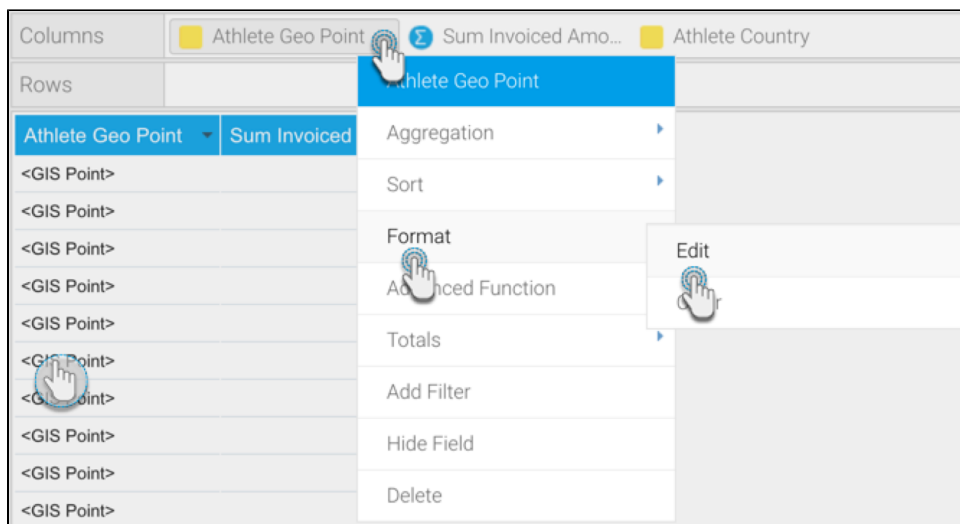 Columns Athlete Geo Point Sum Invoiced Amo... Athlete Country
Rows
Athlete Geo Point
Athlete Geo Point Sum Invoiced
Aggregation
<GIS Point>
Sort
<GIS Point>
Format
<GIS Point>
Edit
<GIS Point>
Advanced Function
<GIS Point>
Totals
<GIS Point>
Add Filter
<GIS Point>
Hide Field
<GIS Point>
<GIS Point>
Delete
<GIS Point>